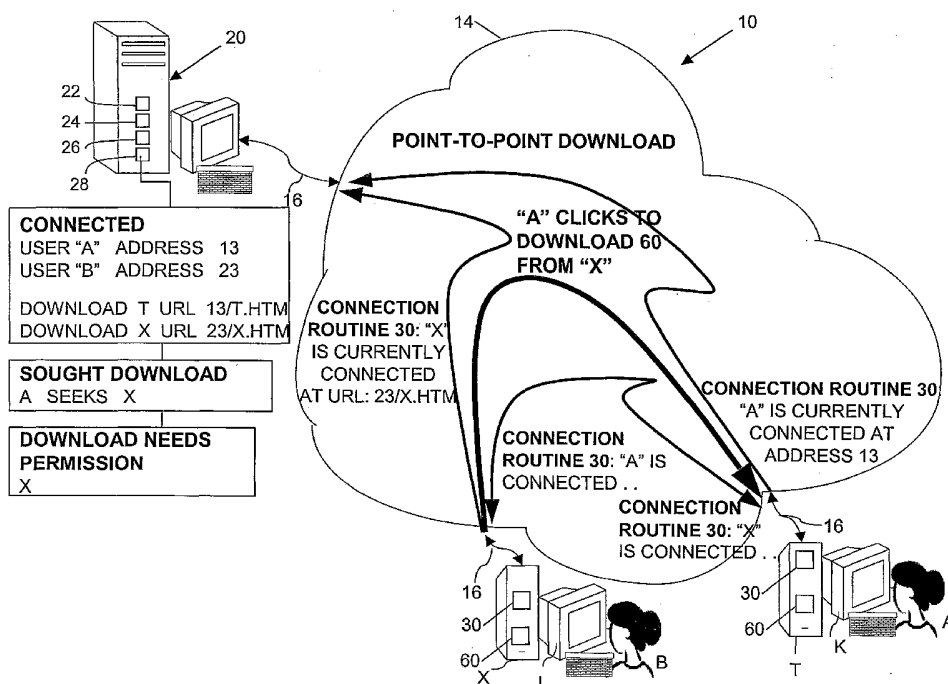 14
10
20
22
24
26
28
16
POINT-TO-POINT DOWNLOAD
"A" CLICKS TO
DOWNLOAD 60
FROM "X"
CONNECTED
USER "A" ADDRESS 13
USER "B" ADDRESS 23
DOWNLOAD T URL 13/T.HTM
DOWNLOAD X URL 23/X.HTM
SOUGHT DOWNLOAD
A SEEKS X
DOWNLOAD NEEDS
PERMISSION
X
CONNECTION
ROUTINE 30: "X"
IS CURRENTLY
CONNECTED
AT URL: 23/X.HTM
CONNECTION ROUTINE 30
"A" IS CURRENTLY
CONNECTED AT
ADDRESS 13
CONNECTION
ROUTINE 30: "A" IS
CONNECTED . .
CONNECTION
ROUTINE 30: "X"
IS CONNECTED . .
16
30
60
X
B
16
30
60
T
K
A